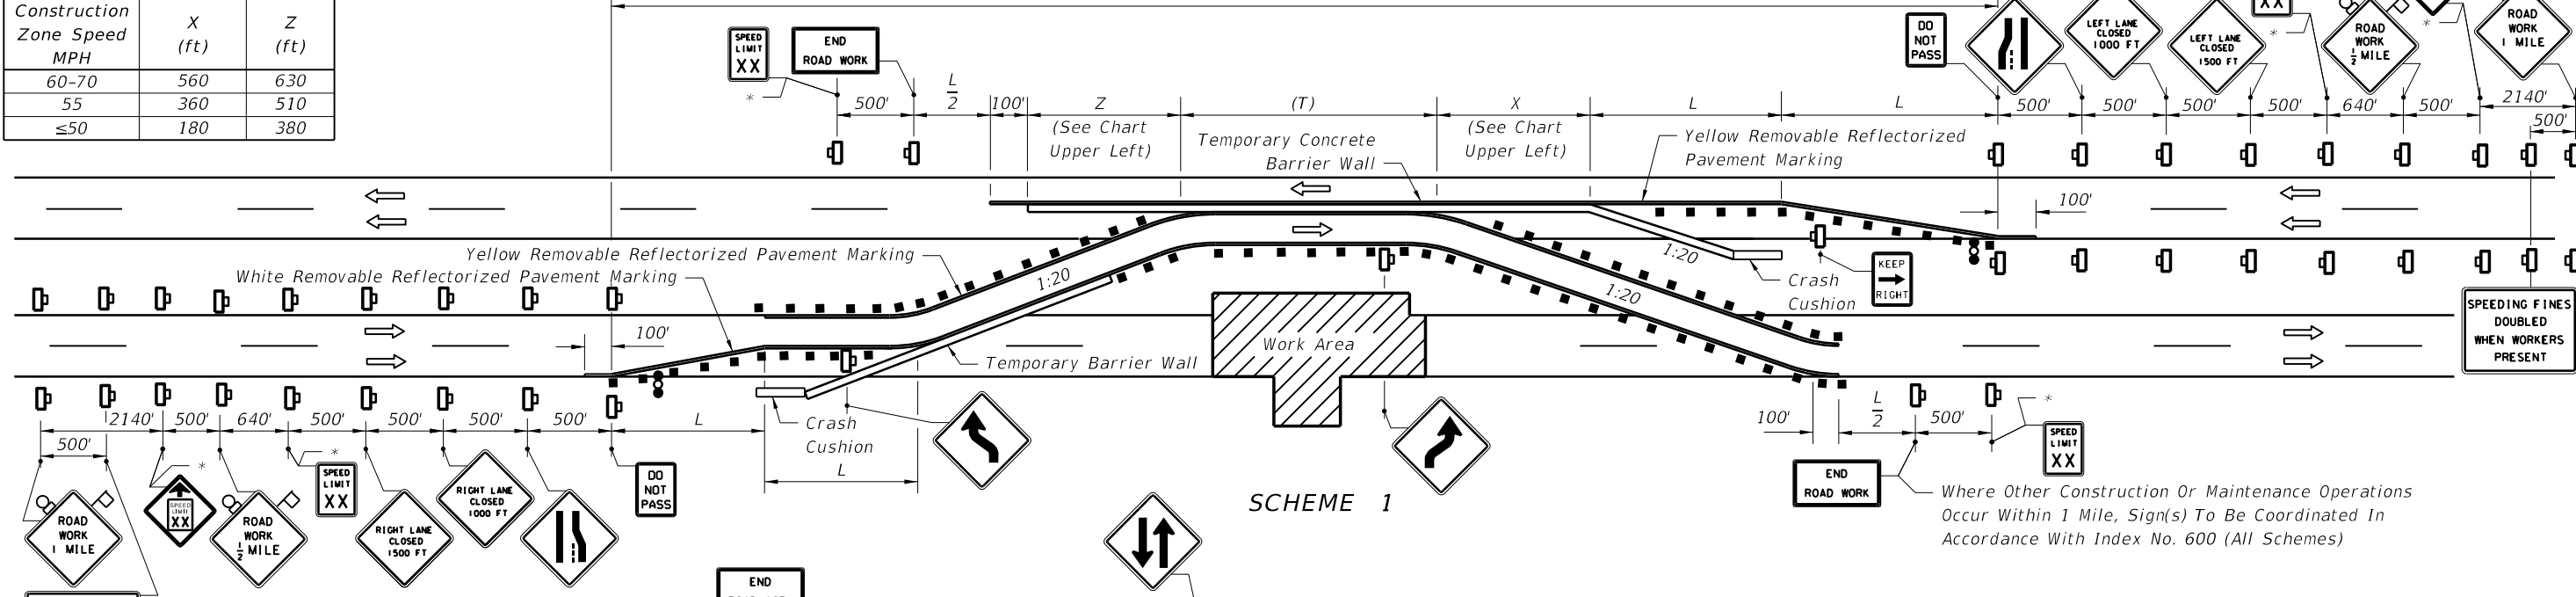 Construction
Zone Speed
MPH
X
(ft)
Z
(ft)
60-70 560 630
55 360 510
≤50 180 380
SPEED
LIMIT
XX
*
END
ROAD WORK
DO
NOT
PASS
LEFT LANE
CLOSED
1000 FT
LEFT LANE
CLOSED
1500 FT
XX
*
ROAD
WORK
1/2 MILE
*
ROAD
WORK
1 MILE
500' L/2 100' Z (T) X L L 500' 500' 500' 500' 640' 500' 2140'
500'
(See Chart
Upper Left)
Temporary Concrete
Barrier Wall
(See Chart
Upper Left)
Yellow Removable Reflectorized
Pavement Marking
100'
Yellow Removable Reflectorized Pavement Marking
White Removable Reflectorized Pavement Marking
1:20
1:20
1:20
Crash
Cushion
KEEP
RIGHT
SPEEDING FINES
DOUBLED
WHEN WORKERS
PRESENT
100'
Work Area
Temporary Barrier Wall
2140' 500' 640' 500' 500' 500' 500' L
500'
Crash
Cushion
L
100' L/2 500'
*
SPEED
LIMIT
XX
END
ROAD WORK
Where Other Construction Or Maintenance Operations
Occur Within 1 Mile, Sign(s) To Be Coordinated In
Accordance With Index No. 600 (All Schemes)
ROAD
WORK
1 MILE
*
SPEED
LIMIT
XX
ROAD
WORK
1/2 MILE
*
SPEED
LIMIT
XX
RIGHT LANE
CLOSED
1500 FT
RIGHT LANE
CLOSED
1000 FT
DO
NOT
PASS
SCHEME 1
END